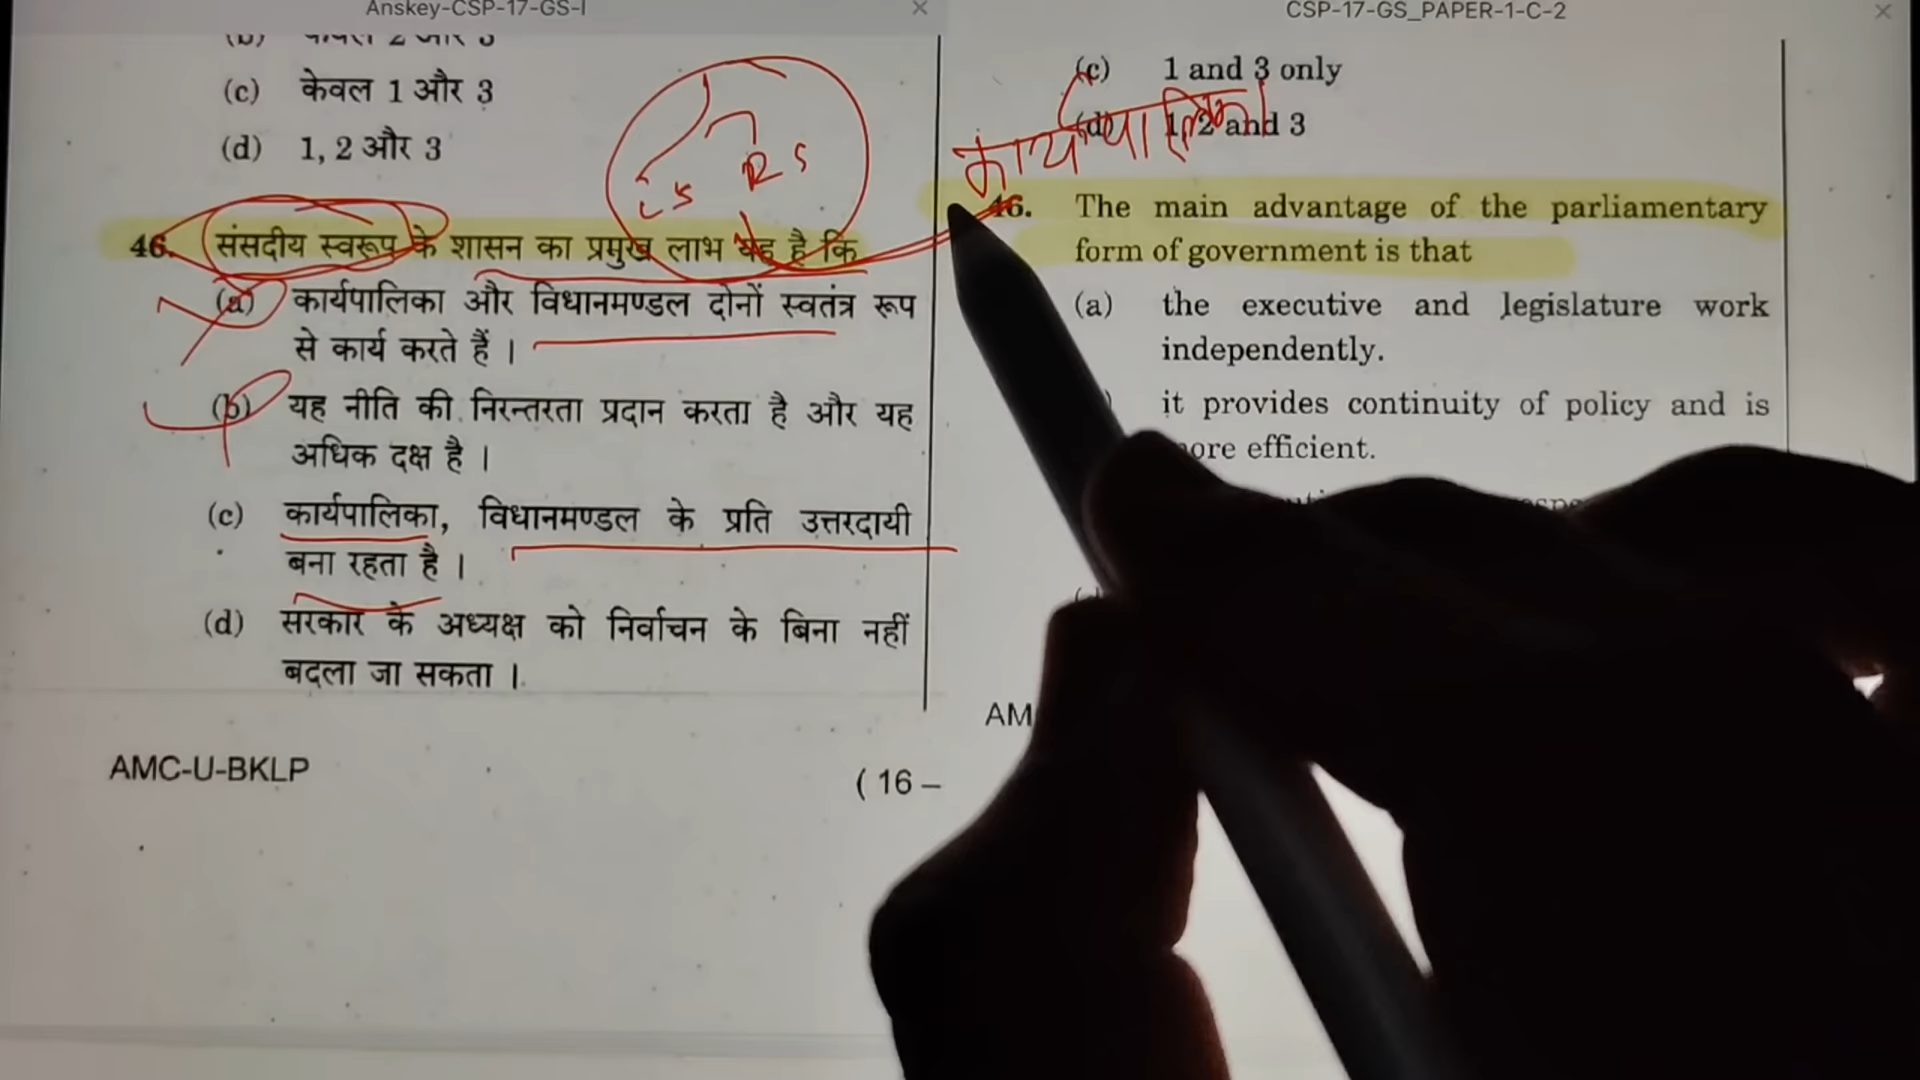 Anskey-CSP-17-GS-I
(c) केवल 1 और 3
(d) 1, 2 और 3
LS RS
46. संसदीय स्वरूप के शासन का प्रमुख लाभ यह है कि
(a) कार्यपालिका और विधानमण्डल दोनों स्वतंत्र रूप
से कार्य करते हैं ।
(b) यह नीति की निरन्तरता प्रदान करता है और यह
अधिक दक्ष है ।
(c) कार्यपालिका, विधानमण्डल के प्रति उत्तरदायी
बना रहता है ।
(d) सरकार के अध्यक्ष को निर्वाचन के बिना नहीं
बदला जा सकता ।
AMC-U-BKLP
( 16 –
CSP-17-GS_PAPER-1-C-2
(c) 1 and 3 only
(d) 1, 2 and 3
कार्यपालिका
46. The main advantage of the parliamentary
form of government is that
(a) the executive and legislature work
independently.
it provides continuity of policy and is
more efficient.
AM